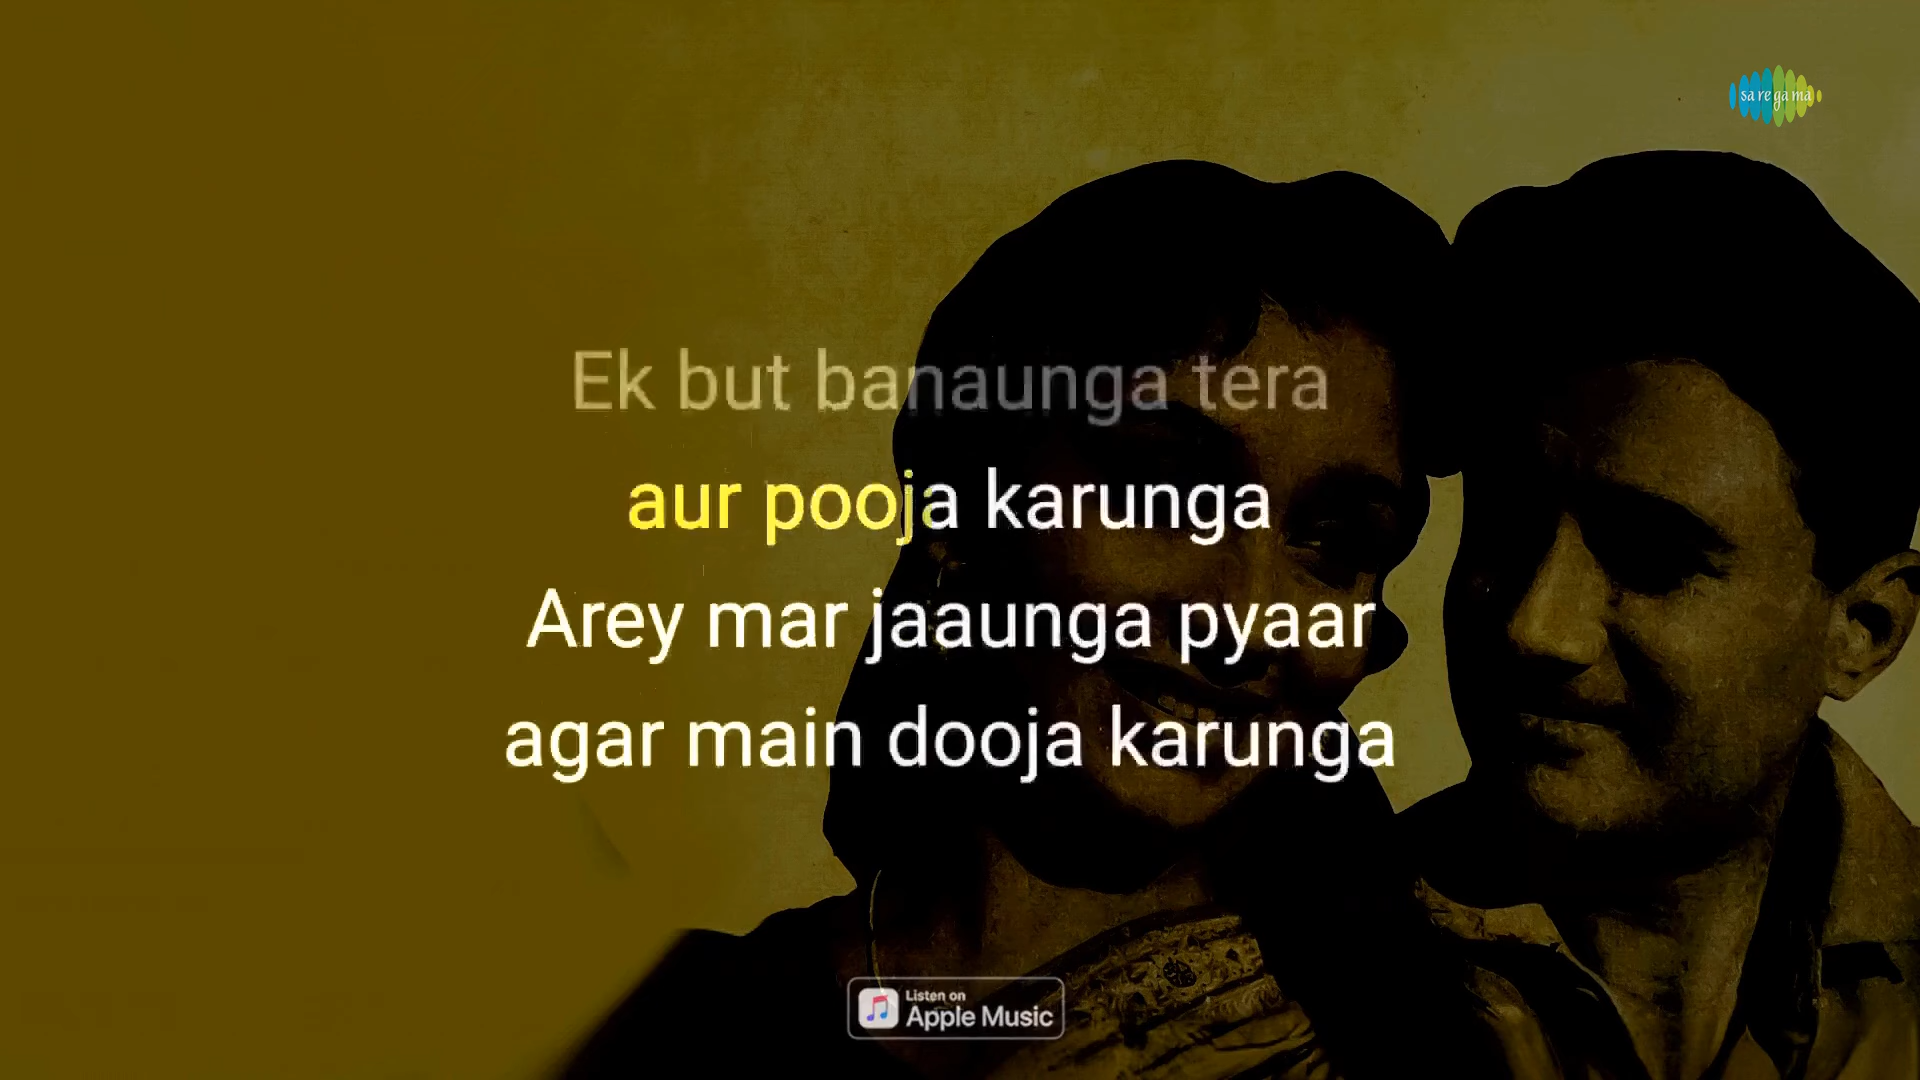 sa re ga ma
Ek but banaunga tera
aur pooja karunga
Arey mar jaaunga pyaar
agar main dooja karunga
Listen on
Apple Music